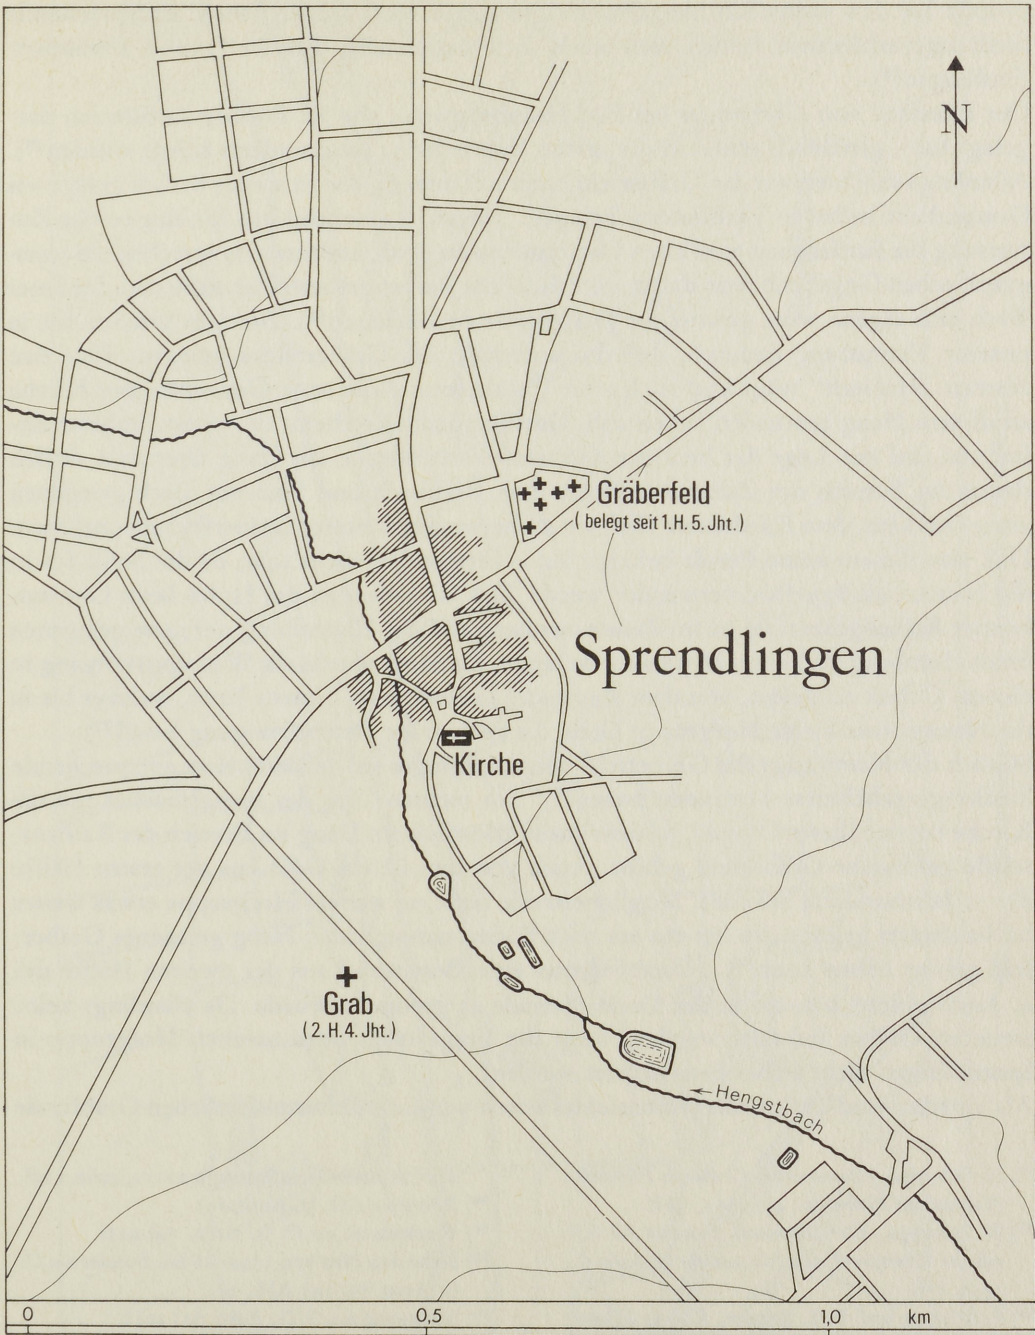 N
Gräberfeld
( belegt seit 1. H. 5. Jht.)
Sprendlingen
Kirche
Grab
( 2. H. 4. Jht.)
← Hengstbach
0 0,5 1,0 km